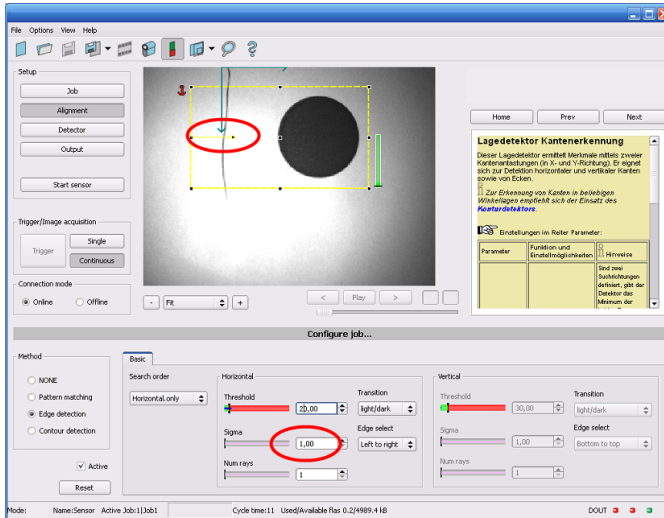 File Options View Help
Setup
Job
Alignment
Detector
Output
Start sensor
Trigger/Image acquisition
Trigger
Single
Continuous
Connection mode
Online Offline
- Fit +
< Play >
Home Prev Next
Lagedetektor Kantenerkennung
Dieser Lagedetektor ermittelt Merkmale mittels zweier
Kantenantastungen (in X- und Y-Richtung). Er eignet
sich zur Detektion horizontaler und vertikaler Kanten
sowie von Ecken.
Zur Erkennung von Kanten in beliebigen
Winkellagen empfiehlt sich der Einsatz des
Konturdetektors.
Einstellungen im Reiter Parameter:
Parameter
Funktion und
Einstellmöglichkeiten
Hinweise
Sind zwei
Suchrichtungen
definiert, gibt der
Detektor das
Minimum der
Configure job...
Method
NONE
Pattern matching
Edge detection
Contour detection
Active
Reset
Basic
Search order
Horizontal.only
Horizontal
Threshold
20,00
Sigma
1,00
Num rays
1
Transition
light/dark
Edge select
Left to right
Vertical
Threshold
30,00
Sigma
1,00
Num rays
1
Transition
light/dark
Edge select
Bottom to top
Mode: Name:Sensor Active Job:1|Job1 Cycle time:11 Used/Available flas 0.2/4989.4 kB DOUT